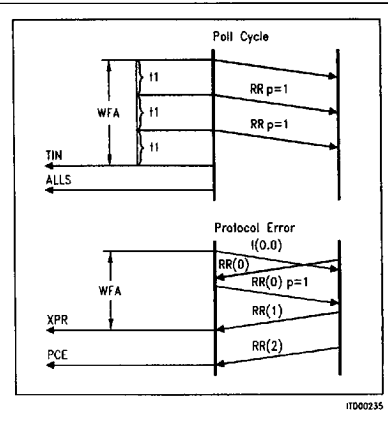 Poll Cycle
t1
RR p=1
WFA
t1
RR p=1
t1
TIN
ALLS
Protocol Error
I(0.0)
RR(0)
RR(0) p=1
WFA
RR(1)
XPR
RR(2)
PCE
ITD00235